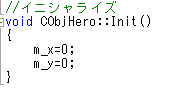 //イニシャライズ
void CObjHero::Init()
{
    m_x=0;
    m_y=0;
}